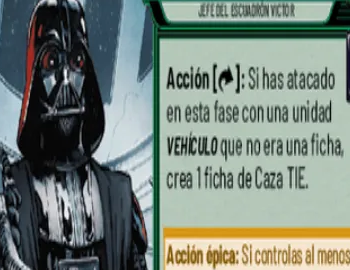 JEFE DEL ESCUADRÓN VICTOR
Acción [↷]: Si has atacado
en esta fase con una unidad
VEHÍCULO que no era una ficha,
crea 1 ficha de Caza TIE.
Acción épica: Si controlas al menos